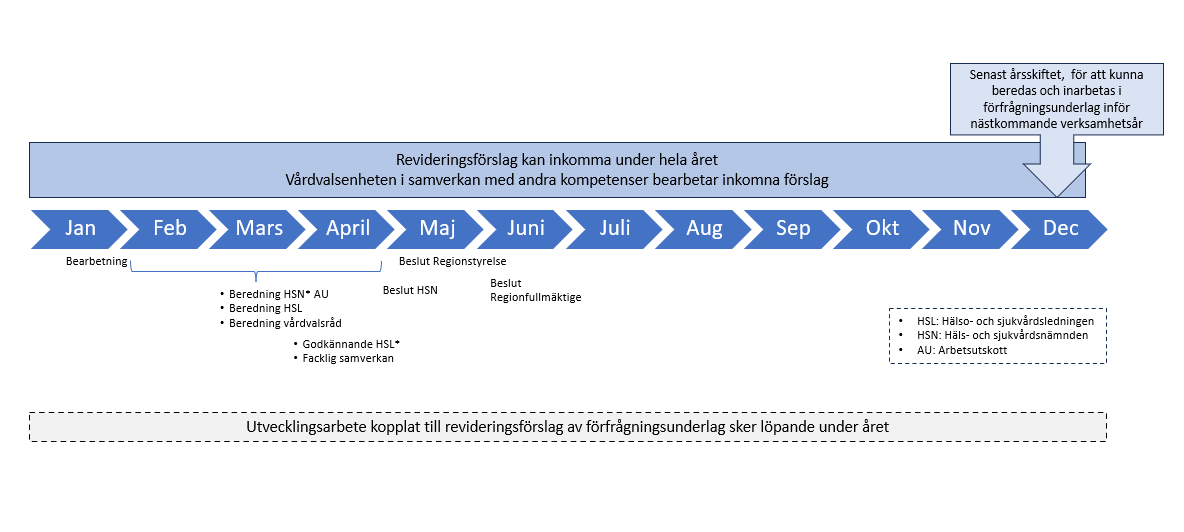 Senast årsskiftet, för att kunna
beredas och inarbetas i
förfrågningsunderlag inför
nästkommande verksamhetsår
Revideringsförslag kan inkomma under hela året
Vårdvalsenheten i samverkan med andra kompetenser bearbetar inkomna förslag
Jan Feb Mars April Maj Juni Juli Aug Sep Okt Nov Dec
Bearbetning
• Beredning HSN* AU
• Beredning HSL
• Beredning vårdvalsråd
• Godkännande HSL*
• Facklig samverkan
Beslut Regionstyrelse
Beslut HSN
Beslut
Regionfullmäktige
• HSL: Hälso- och sjukvårdsledningen
• HSN: Häls- och sjukvårdsnämnden
• AU: Arbetsutskott
Utvecklingsarbete kopplat till revideringsförslag av förfrågningsunderlag sker löpande under året